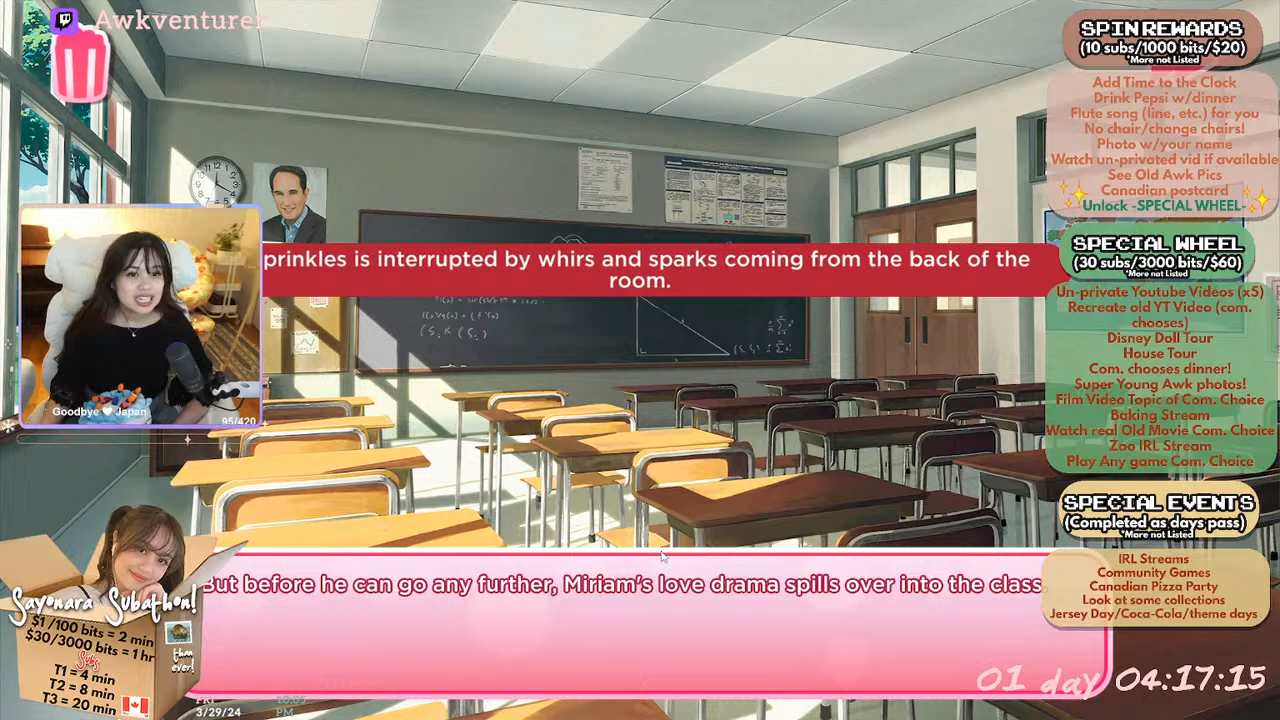 Awkventurer
SPIN REWARDS
(10 subs/1000 bits/$20)
*More not Listed
Add Time to the Clock
Drink Pepsi w/dinner
Flute song (line, etc.) for you
No chair/change chairs!
Photo w/your name
Watch un-privated vid if available
See Old Awk Pics
Canadian postcard
Unlock -SPECIAL WHEEL-
SPECIAL WHEEL
(30 subs/3000 bits/$60)
*More not Listed
Un-private Youtube Videos (x5)
Recreate old YT Video (com.
chooses)
Disney Doll Tour
House Tour
Com. chooses dinner!
Super Young Awk photos!
Film Video Topic of Com. Choice
Baking Stream
Watch real Old Movie Com. Choice
Zoo IRL Stream
Play Any game Com. Choice
SPECIAL EVENTS
(Completed as days pass)
*More not Listed
IRL Streams
Community Games
Canadian Pizza Party
Look at some collections
Jersey Day/Coca-Cola/theme days
prinkles is interrupted by whirs and sparks coming from the back of the
room.
Goodbye Japan
95/420
But before he can go any further, Miriam's love drama spills over into the class
Sayonara Subathon!
$1/100 bits = 2 min
$30/3000 bits = 1 hr
Subs
T1 = 4 min
T2 = 8 min
T3 = 20 min
than
ever!
FRI
3/29/24
10:05
PM
01 day 04:17:15